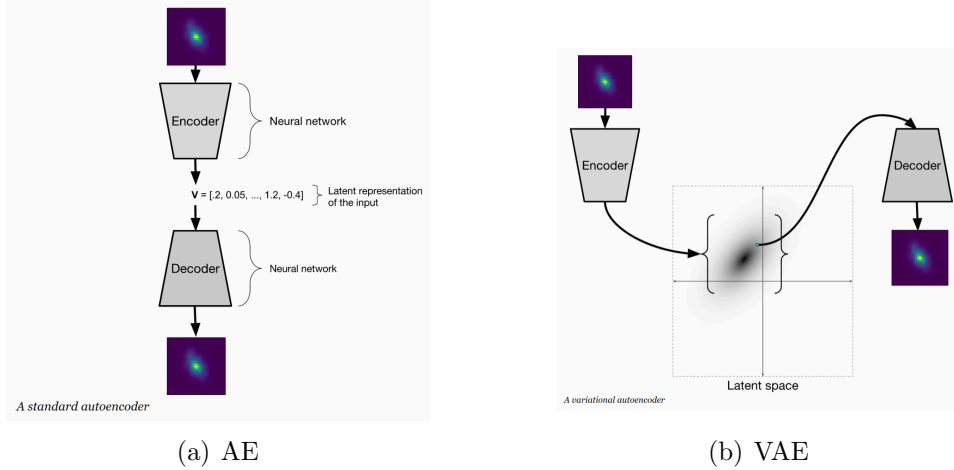 Encoder
Neural network
V = [.2, 0.05, ..., 1.2, -0.4]
Latent representation
of the input
Decoder
Neural network
A standard autoencoder
(a) AE
Encoder
Decoder
Latent space
A variational autoencoder
(b) VAE